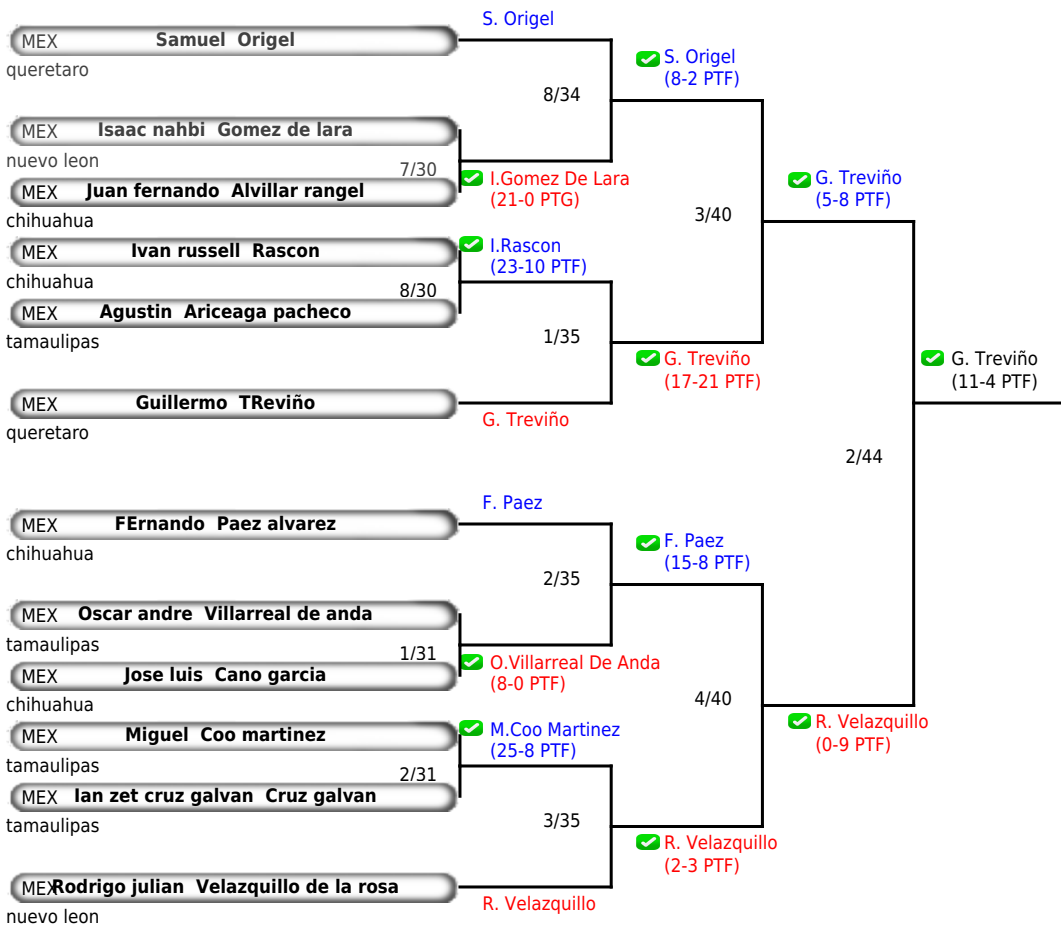 S. Origel
MEX Samuel Origel
queretaro
S. Origel
(8-2 PTF)
8/34
MEX Isaac nahbi Gomez de lara
nuevo leon
7/30
I.Gomez De Lara
(21-0 PTG)
MEX Juan fernando Alvillar rangel
chihuahua
G. Treviño
(5-8 PTF)
3/40
MEX Ivan russell Rascon
chihuahua
I.Rascon
(23-10 PTF)
8/30
MEX Agustin Ariceaga pacheco
tamaulipas
1/35
G. Treviño
(17-21 PTF)
G. Treviño
(11-4 PTF)
MEX Guillermo TReviño
queretaro
G. Treviño
2/44
F. Paez
MEX FErnando Paez alvarez
chihuahua
F. Paez
(15-8 PTF)
2/35
MEX Oscar andre Villarreal de anda
tamaulipas
1/31
O.Villarreal De Anda
(8-0 PTF)
MEX Jose luis Cano garcia
chihuahua
4/40
R. Velazquillo
(0-9 PTF)
MEX Miguel Coo martinez
tamaulipas
M.Coo Martinez
(25-8 PTF)
2/31
MEX Ian zet cruz galvan Cruz galvan
tamaulipas
3/35
R. Velazquillo
(2-3 PTF)
MEX Rodrigo julian Velazquillo de la rosa
nuevo leon
R. Velazquillo